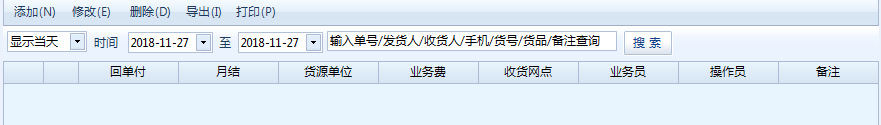 添加(N) 修改(E) 删除(D) 导出(I) 打印(P)
显示当天 时间 2018-11-27 至 2018-11-27 输入单号/发货人/收货人/手机/货号/货品/备注查询 搜 索
回单付 月结 货源单位 业务费 收货网点 业务员 操作员 备注